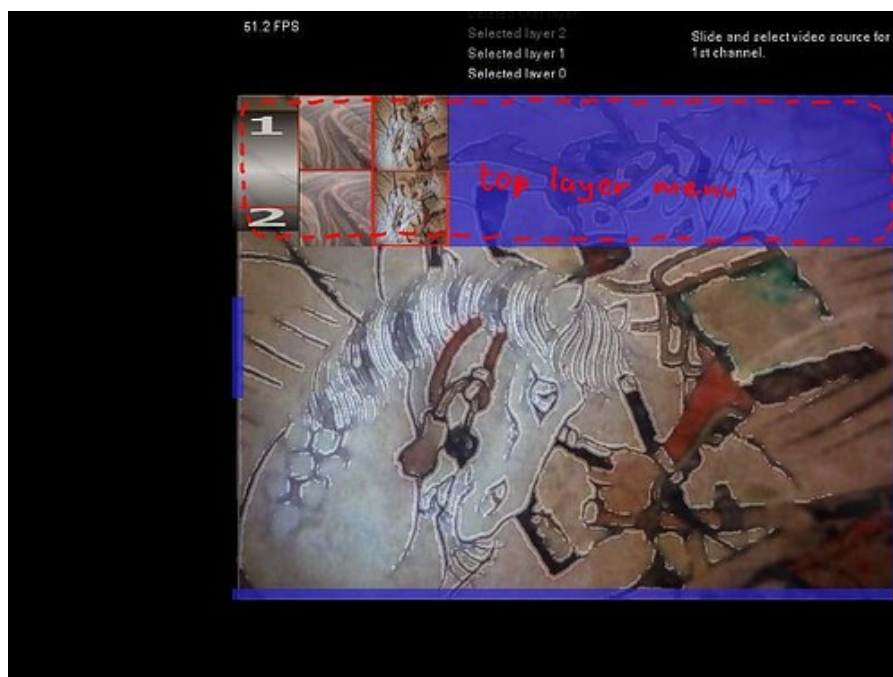 51.2 FPS
Selected layer 2
Selected layer 1
Selected layer 0
Slide and select video source for
1st channel.
1
2
top layer menu